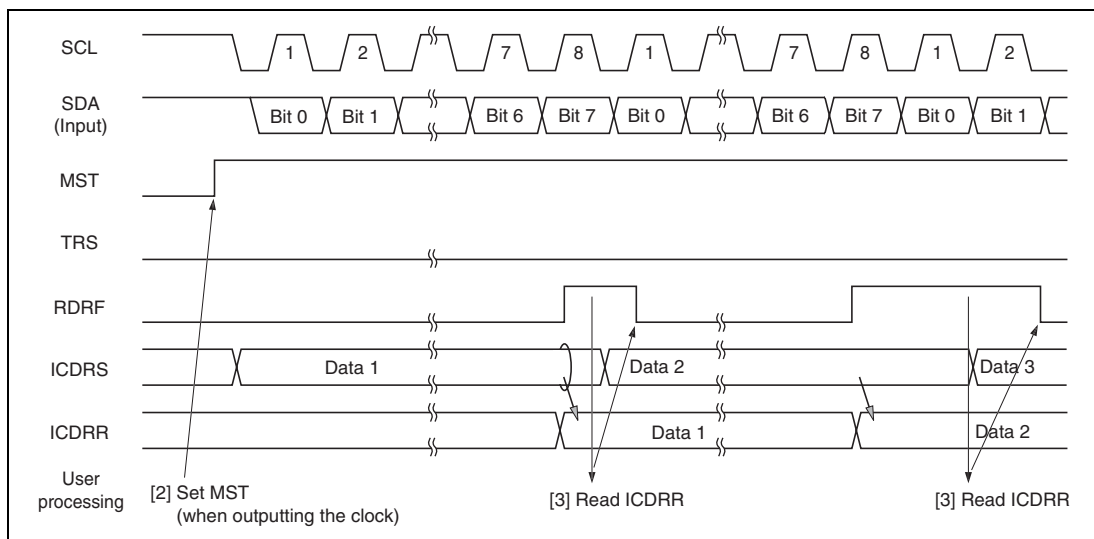 SCL 1 2 7 8 1 7 8 1 2
SDA
(Input) Bit 0 Bit 1 Bit 6 Bit 7 Bit 0 Bit 6 Bit 7 Bit 0 Bit 1
MST
TRS
RDRF
ICDRS Data 1 Data 2 Data 3
ICDRR Data 1 Data 2
User
processing
[2] Set MST
(when outputting the clock)
[3] Read ICDRR
[3] Read ICDRR